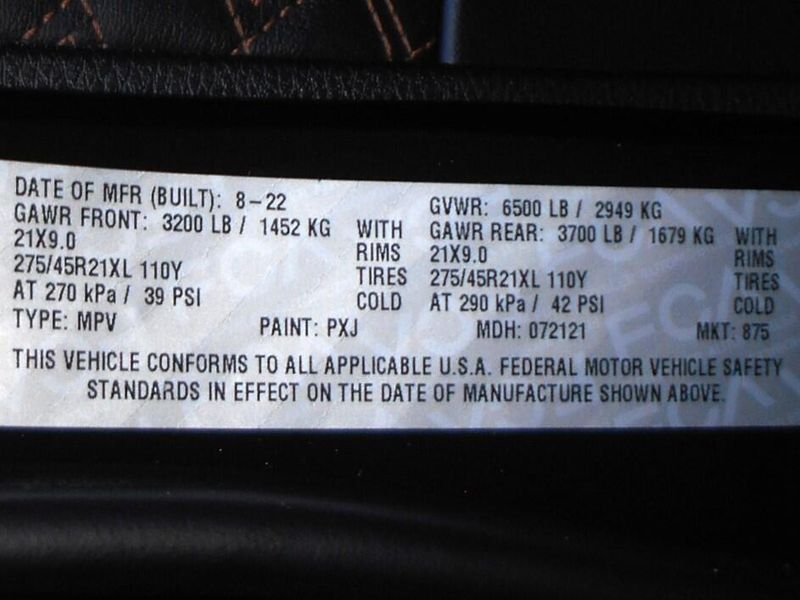 DATE OF MFR (BUILT): 8-22 GVWR: 6500 LB / 2949 KG
GAWR FRONT: 3200 LB / 1452 KG WITH GAWR REAR: 3700 LB / 1679 KG WITH
21X9.0 RIMS 21X9.0 RIMS
275/45R21XL 110Y TIRES 275/45R21XL 110Y TIRES
AT 270 kPa / 39 PSI COLD AT 290 kPa / 42 PSI COLD
TYPE: MPV PAINT: PXJ MDH: 072121 MKT: 875
THIS VEHICLE CONFORMS TO ALL APPLICABLE U.S.A. FEDERAL MOTOR VEHICLE SAFETY
STANDARDS IN EFFECT ON THE DATE OF MANUFACTURE SHOWN ABOVE.